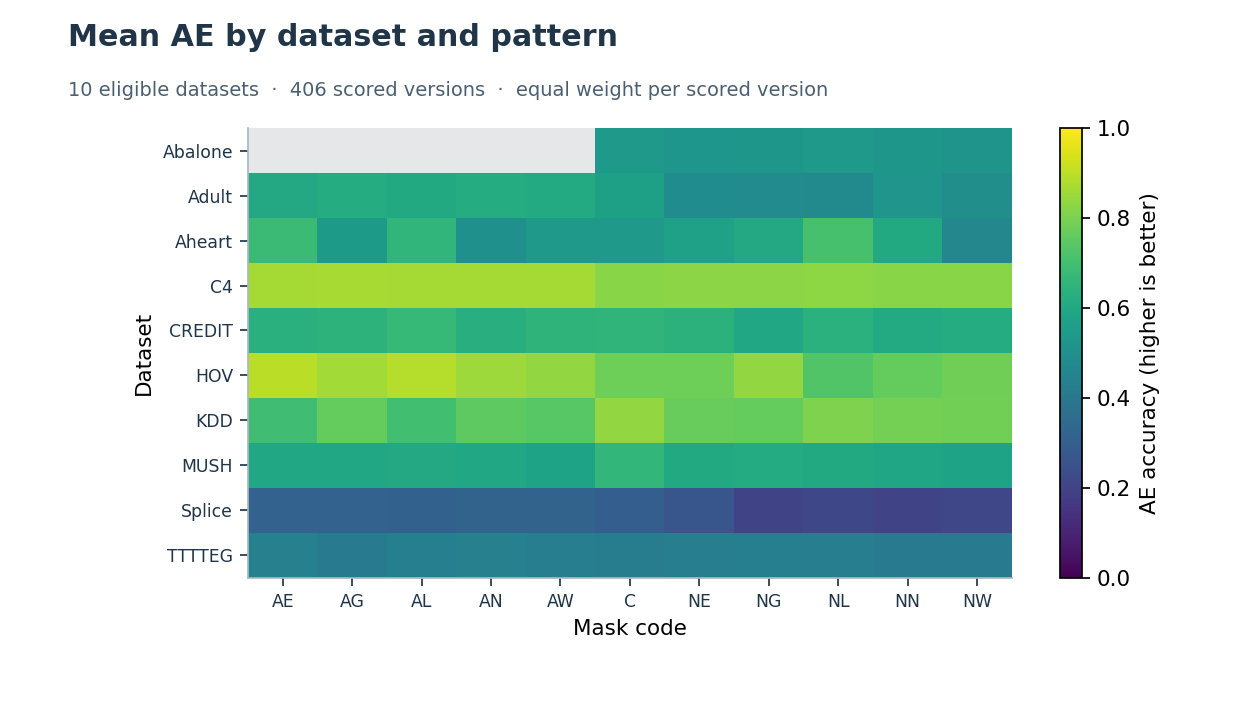 Mean AE by dataset and pattern
10 eligible datasets · 406 scored versions · equal weight per scored version
Dataset
Abalone
Adult
Aheart
C4
CREDIT
HOV
KDD
MUSH
Splice
TTTTEG
AE AG AL AN AW C NE NG NL NN NW
Mask code
1.0
0.8
0.6
0.4
0.2
0.0
AE accuracy (higher is better)